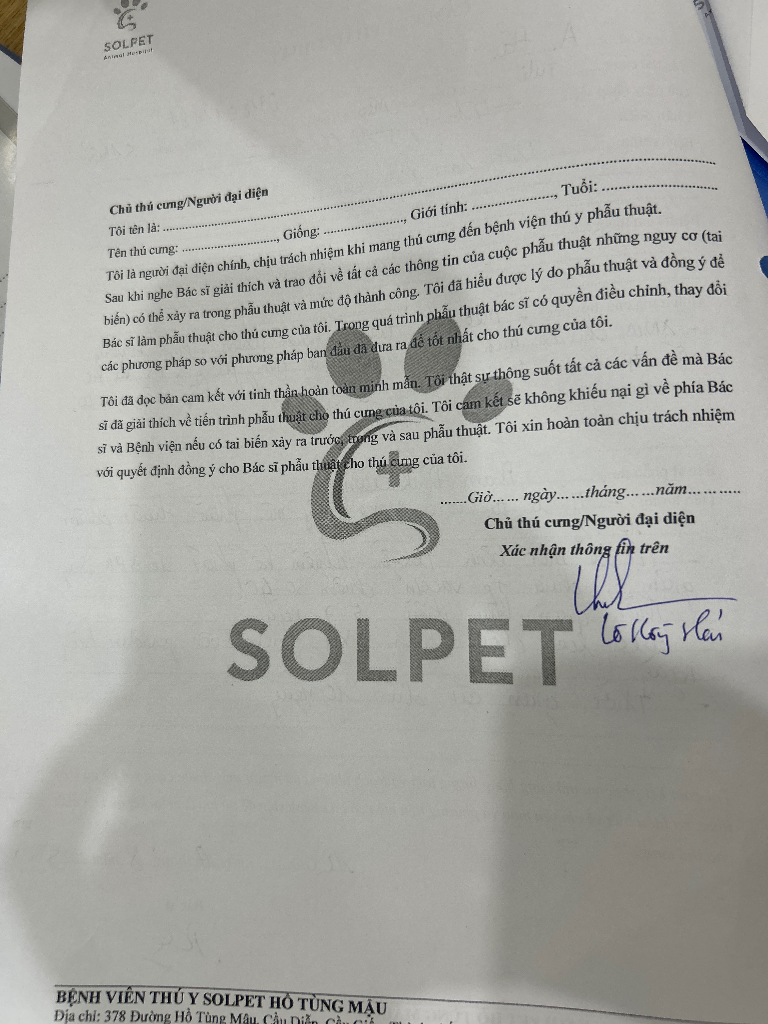 SOLPET
Animal Hospital
Chủ thú cưng/Người đại diện
Tôi tên là: ........................................................................
Tên thú cưng: ........................., Giống: ....................., Giới tính: ....................., Tuổi: .............................
Tôi là người đại diện chính, chịu trách nhiệm khi mang thú cưng đến bệnh viện thú y phẫu thuật.
Sau khi nghe Bác sĩ giải thích và trao đổi về tất cả các thông tin của cuộc phẫu thuật những nguy cơ (tai
biến) có thể xảy ra trong phẫu thuật và mức độ thành công. Tôi đã hiểu được lý do phẫu thuật và đồng ý để
Bác sĩ làm phẫu thuật cho thú cưng của tôi. Trong quá trình phẫu thuật bác sĩ có quyền điều chỉnh, thay đổi
các phương pháp so với phương pháp ban đầu đã đưa ra để tốt nhất cho thú cưng của tôi.
Tôi đã đọc bản cam kết với tinh thần hoàn toàn minh mẫn. Tôi thật sự thông suốt tất cả các vấn đề mà Bác
sĩ đã giải thích về tiến trình phẫu thuật cho thú cưng của tôi. Tôi cam kết sẽ không khiếu nại gì về phía Bác
sĩ và Bệnh viện nếu có tai biến xảy ra trước, trong và sau phẫu thuật. Tôi xin hoàn toàn chịu trách nhiệm
với quyết định đồng ý cho Bác sĩ phẫu thuật cho thú cưng của tôi.
.......Giờ...... ngày......tháng......năm...........
Chủ thú cưng/Người đại diện
Xác nhận thông tin trên
SOLPET
BỆNH VIÊN THÚ Y SOLPET HỒ TÙNG MẬU
Địa chỉ: 378 Đường Hồ Tùng Mậu, Cầu Diễn,